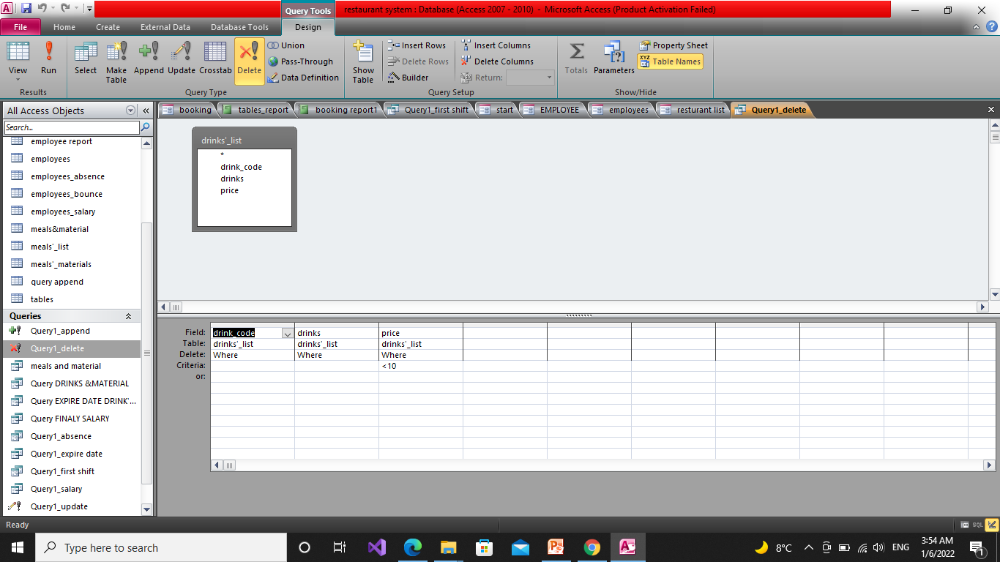 Query Tools
restaurant system : Database (Access 2007 - 2010) - Microsoft Access (Product Activation Failed)
File Home Create External Data Database Tools Design
View Run Select Make Table Append Update Crosstab Delete
Union
Pass-Through
Data Definition
Show Table
Insert Rows
Delete Rows
Builder
Insert Columns
Delete Columns
Return:
Totals Parameters
Property Sheet
XYZ Table Names
Results Query Type Query Setup Show/Hide
All Access Objects «
Search...
booking tables_report booking report1 Query1_first shift start EMPLOYEE employees resturant list Query1_delete
employee report
employees
employees_absence
employees_bounce
employees_salary
meals&material
meals'_list
meals'_materials
query append
tables
Queries
Query1_append
Query1_delete
meals and material
Query DRINKS &MATERIAL
Query EXPIRE DATE DRINK'...
Query FINALY SALARY
Query1_absence
Query1_expire date
Query1_first shift
Query1_salary
Query1_update
drinks'_list
*
drink_code
drinks
price
Field: drink_code drinks price
Table: drinks'_list drinks'_list drinks'_list
Delete: Where Where Where
Criteria: <10
or:
Ready
SQL
Type here to search
8°C
ENG
3:54 AM
1/6/2022
1